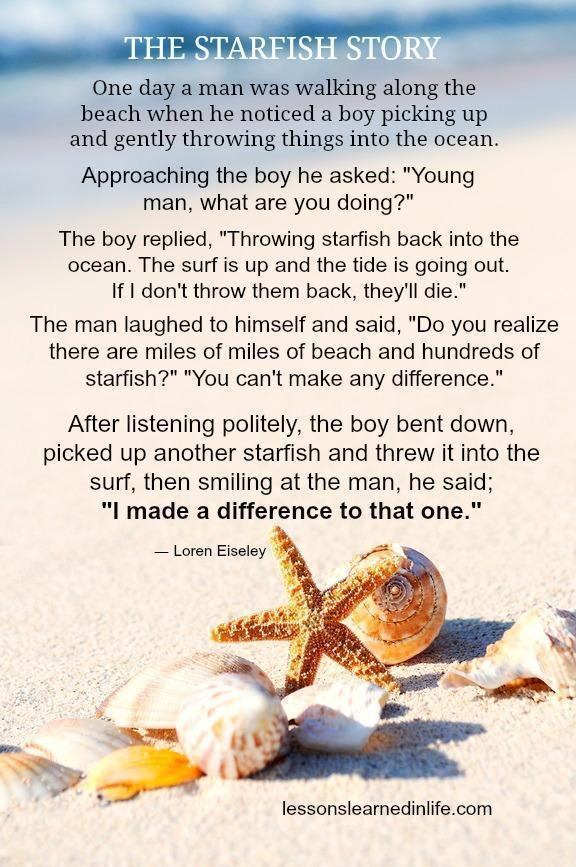 THE STARFISH STORY
One day a man was walking along the
beach when he noticed a boy picking up
and gently throwing things into the ocean.
Approaching the boy he asked: "Young
man, what are you doing?"
The boy replied, "Throwing starfish back into the
ocean. The surf is up and the tide is going out.
If I don't throw them back, they'll die."
The man laughed to himself and said, "Do you realize
there are miles of miles of beach and hundreds of
starfish?" "You can't make any difference."
After listening politely, the boy bent down,
picked up another starfish and threw it into the
surf, then smiling at the man, he said;
"I made a difference to that one."
— Loren Eiseley
lessonslearnedinlife.com